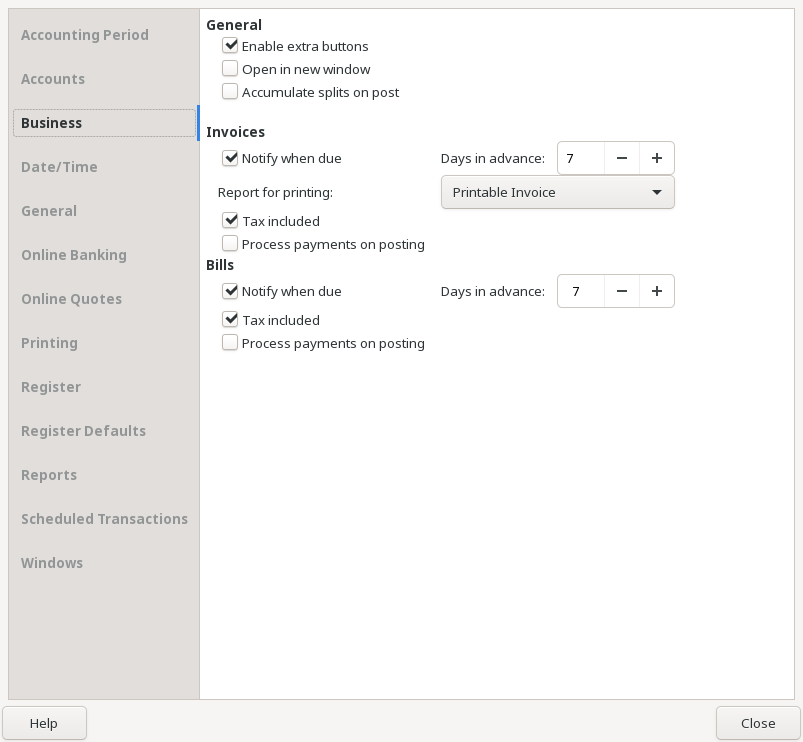 Accounting Period
Accounts
Business
Date/Time
General
Online Banking
Online Quotes
Printing
Register
Register Defaults
Reports
Scheduled Transactions
Windows
General
Enable extra buttons
Open in new window
Accumulate splits on post
Invoices
Notify when due Days in advance: 7
Report for printing: Printable Invoice
Tax included
Process payments on posting
Bills
Notify when due Days in advance: 7
Tax included
Process payments on posting
Help Close